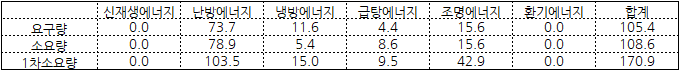 신재생에너지 난방에너지 냉방에너지 급탕에너지 조명에너지 환기에너지 합계
요구량 0.0 73.7 11.6 4.4 15.6 0.0 105.4
소요량 0.0 78.9 5.4 8.6 15.6 0.0 108.6
1차소요량 0.0 103.5 15.0 9.5 42.9 0.0 170.9